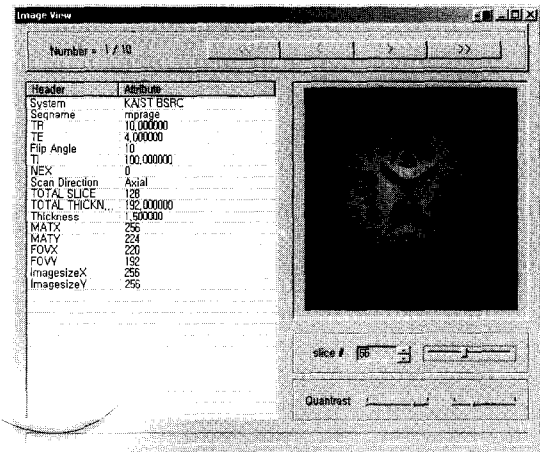 Image View
Number = 1 / 10
<< < > >>
Header Attribute
System KAIST BSRC
Seqname mprage
TR 10,000000
TE 4,000000
Flip Angle 10
TI 100,000000
NEX 0
Scan Direction Axial
TOTAL SLICE 128
TOTAL THICKN... 192,000000
Thickness 1,500000
MATX 256
MATY 224
FOVX 220
FOVY 192
ImagesizeX 256
ImagesizeY 256
slice # 66
Quantrast